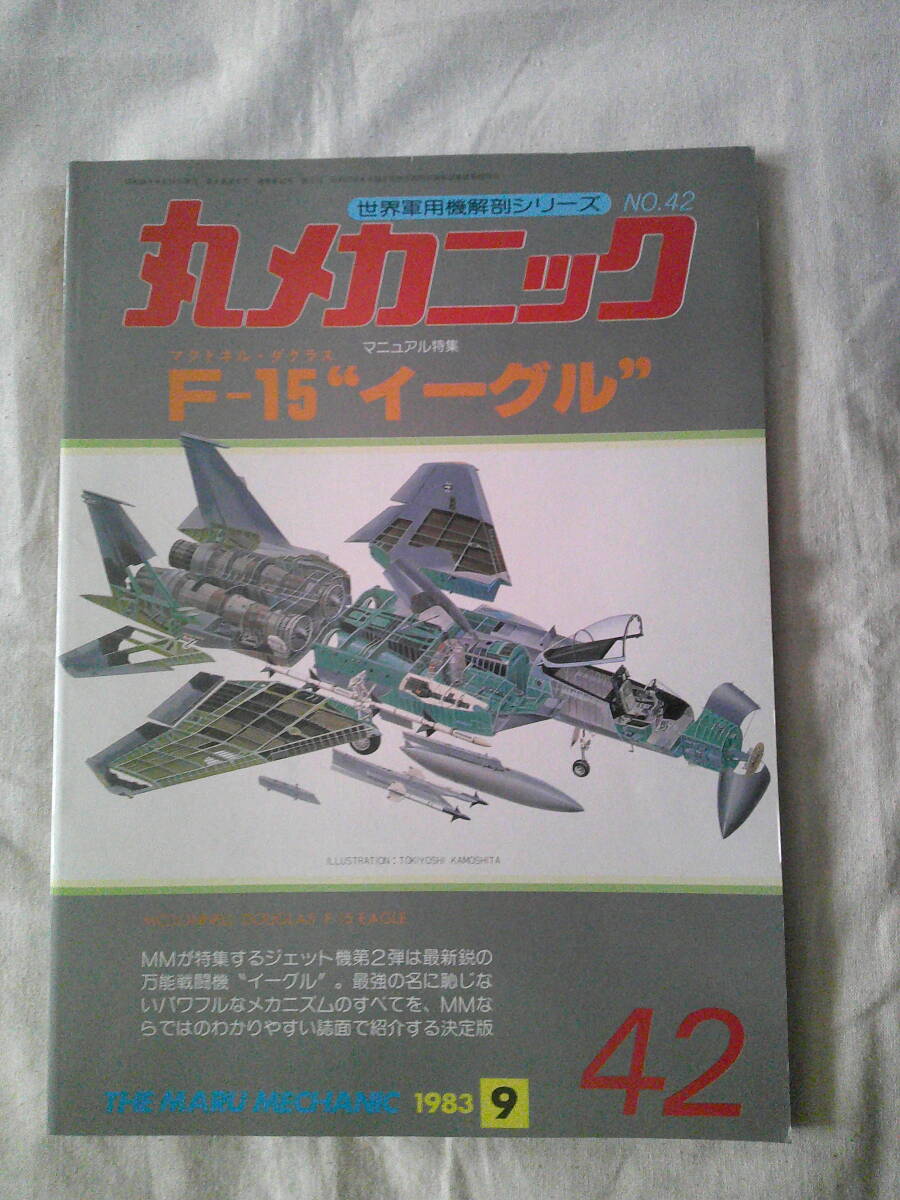 世界軍用機解剖シリーズ NO.42
丸メカニック
マニュアル特集
マクドネル・ダグラス
F-15“イーグル”
ILLUSTRATION : TOKIYOSHI KAMOSHITA
MCDONNELL DOUGLAS F-15 EAGLE
MMが特集するジェット機第2弾は最新鋭の
万能戦闘機〝イーグル〟。最強の名に恥じな
いパワフルなメカニズムのすべてを、MMな
らではのわかりやすい誌面で紹介する決定版
42
THE MARU MECHANIC 1983 9